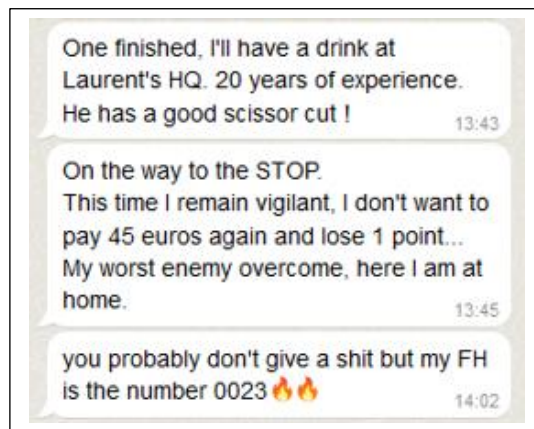 One finished, I'll have a drink at
Laurent's HQ. 20 years of experience.
He has a good scissor cut !
13:43
On the way to the STOP.
This time I remain vigilant, I don't want to
pay 45 euros again and lose 1 point...
My worst enemy overcome, here I am at
home.
13:45
you probably don't give a shit but my FH
is the number 0023🔥🔥
14:02